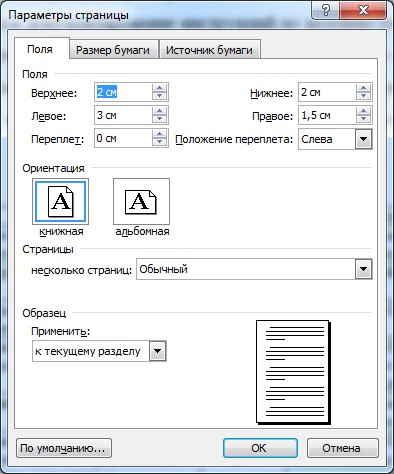 Параметры страницы
Поля Размер бумаги Источник бумаги
Поля
Верхнее: 2 см Нижнее: 2 см
Левое: 3 см Правое: 1,5 см
Переплет: 0 см Положение переплета: Слева
Ориентация
A A
книжная альбомная
Страницы
несколько страниц: Обычный
Образец
Применить:
к текущему разделу
По умолчанию... ОК Отмена